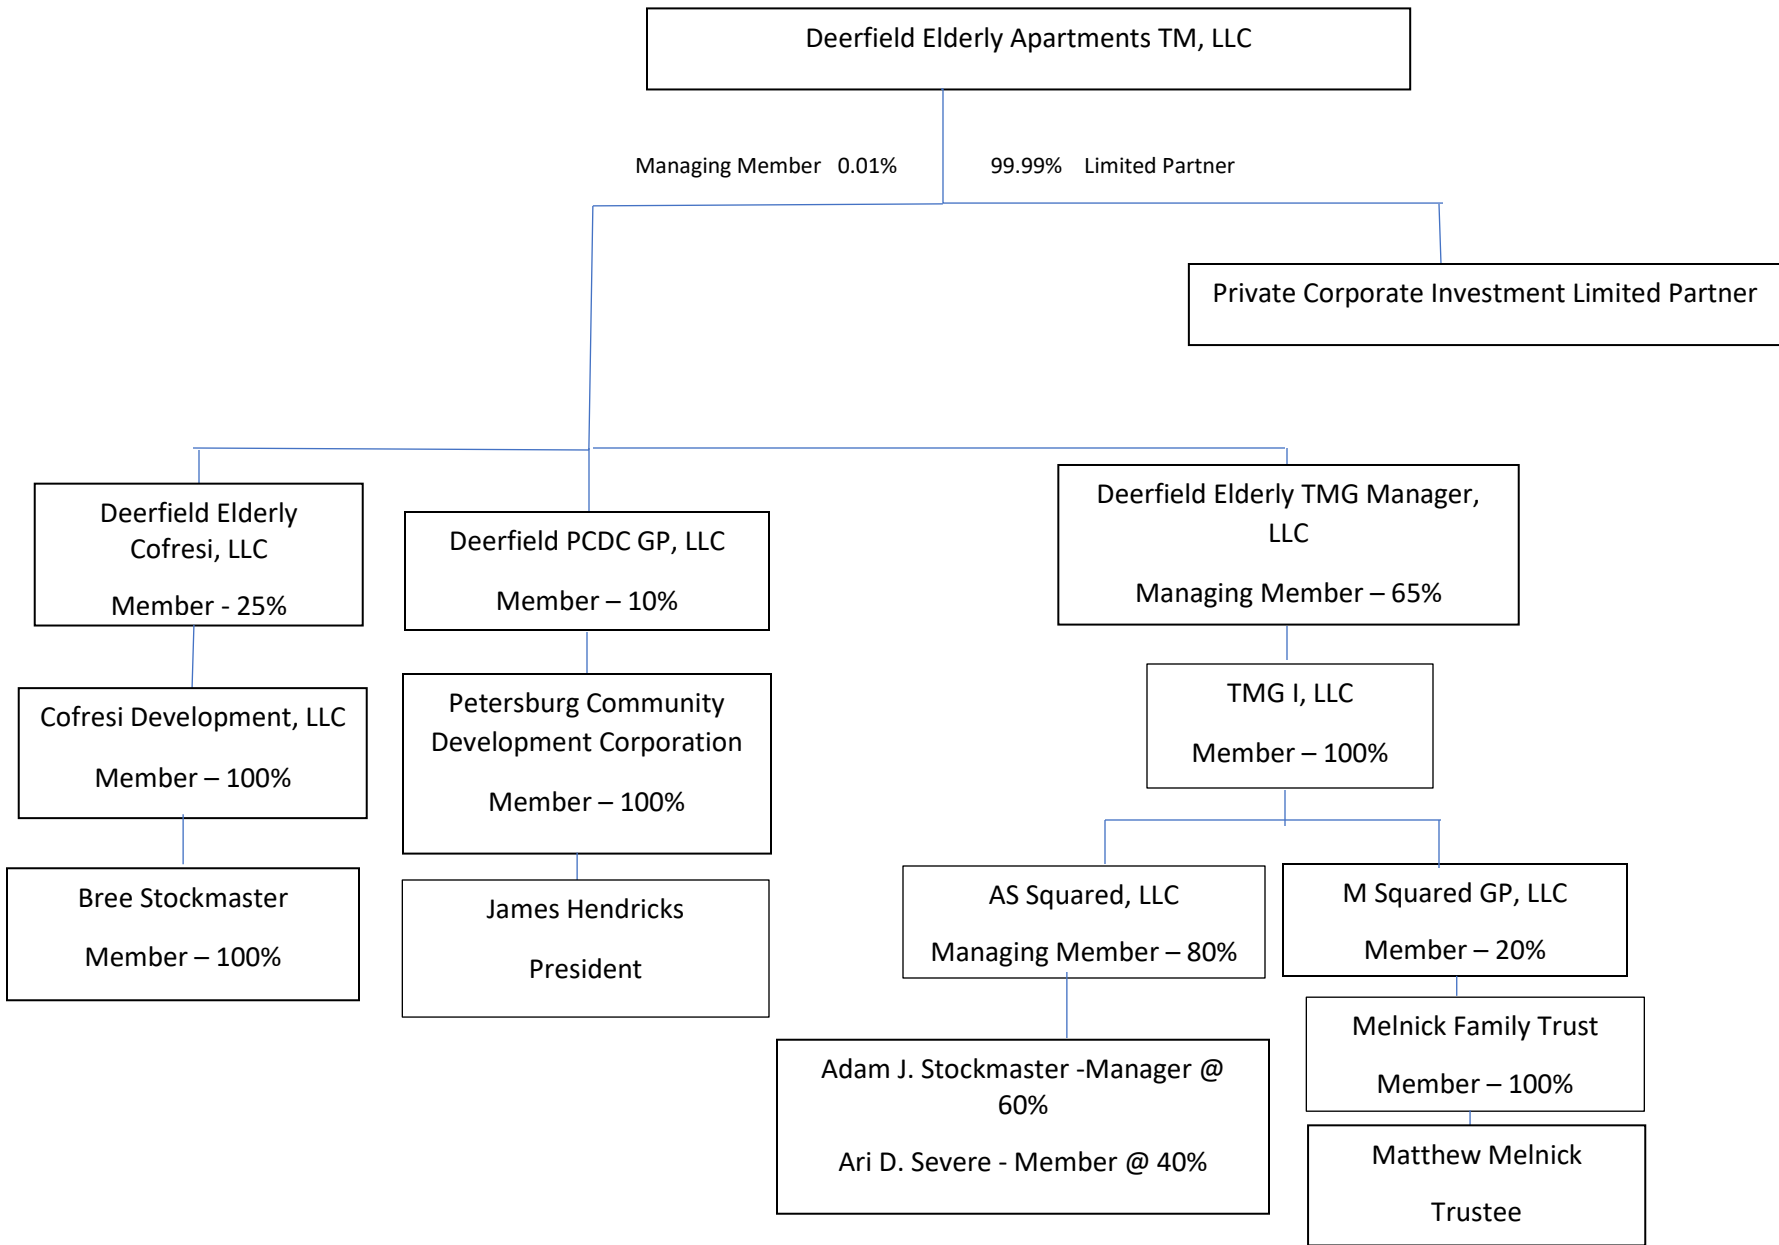 Deerfield Elderly Apartments TM, LLC
Managing Member 0.01%
99.99% Limited Partner
Private Corporate Investment Limited Partner
Deerfield Elderly
Cofresi, LLC
Member - 25%
Deerfield PCDC GP, LLC
Member – 10%
Deerfield Elderly TMG Manager,
LLC
Managing Member – 65%
Cofresi Development, LLC
Member – 100%
Petersburg Community
Development Corporation
Member – 100%
TMG I, LLC
Member – 100%
Bree Stockmaster
Member – 100%
James Hendricks
President
AS Squared, LLC
Managing Member – 80%
M Squared GP, LLC
Member – 20%
Adam J. Stockmaster -Manager @
60%
Ari D. Severe - Member @ 40%
Melnick Family Trust
Member – 100%
Matthew Melnick
Trustee